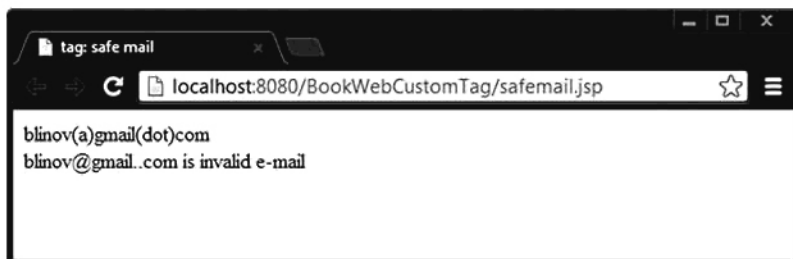 tag: safe mail
localhost:8080/BookWebCustomTag/safemail.jsp
blinov(a)gmail(dot)com
blinov@gmail..com is invalid e-mail